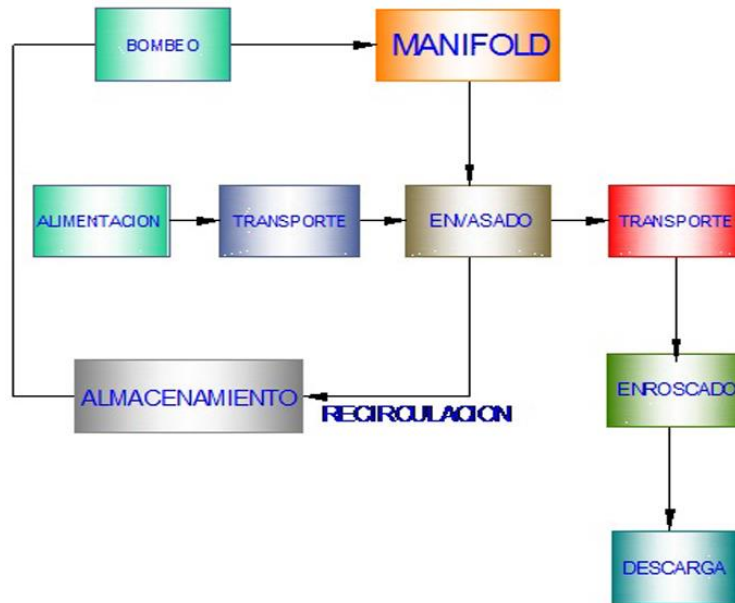 BOMBEO
MANIFOLD
ALIMENTACION
TRANSPORTE
ENVASADO
TRANSPORTE
ALMACENAMIENTO
RECIRCULACION
ENROSCADO
DESCARGA